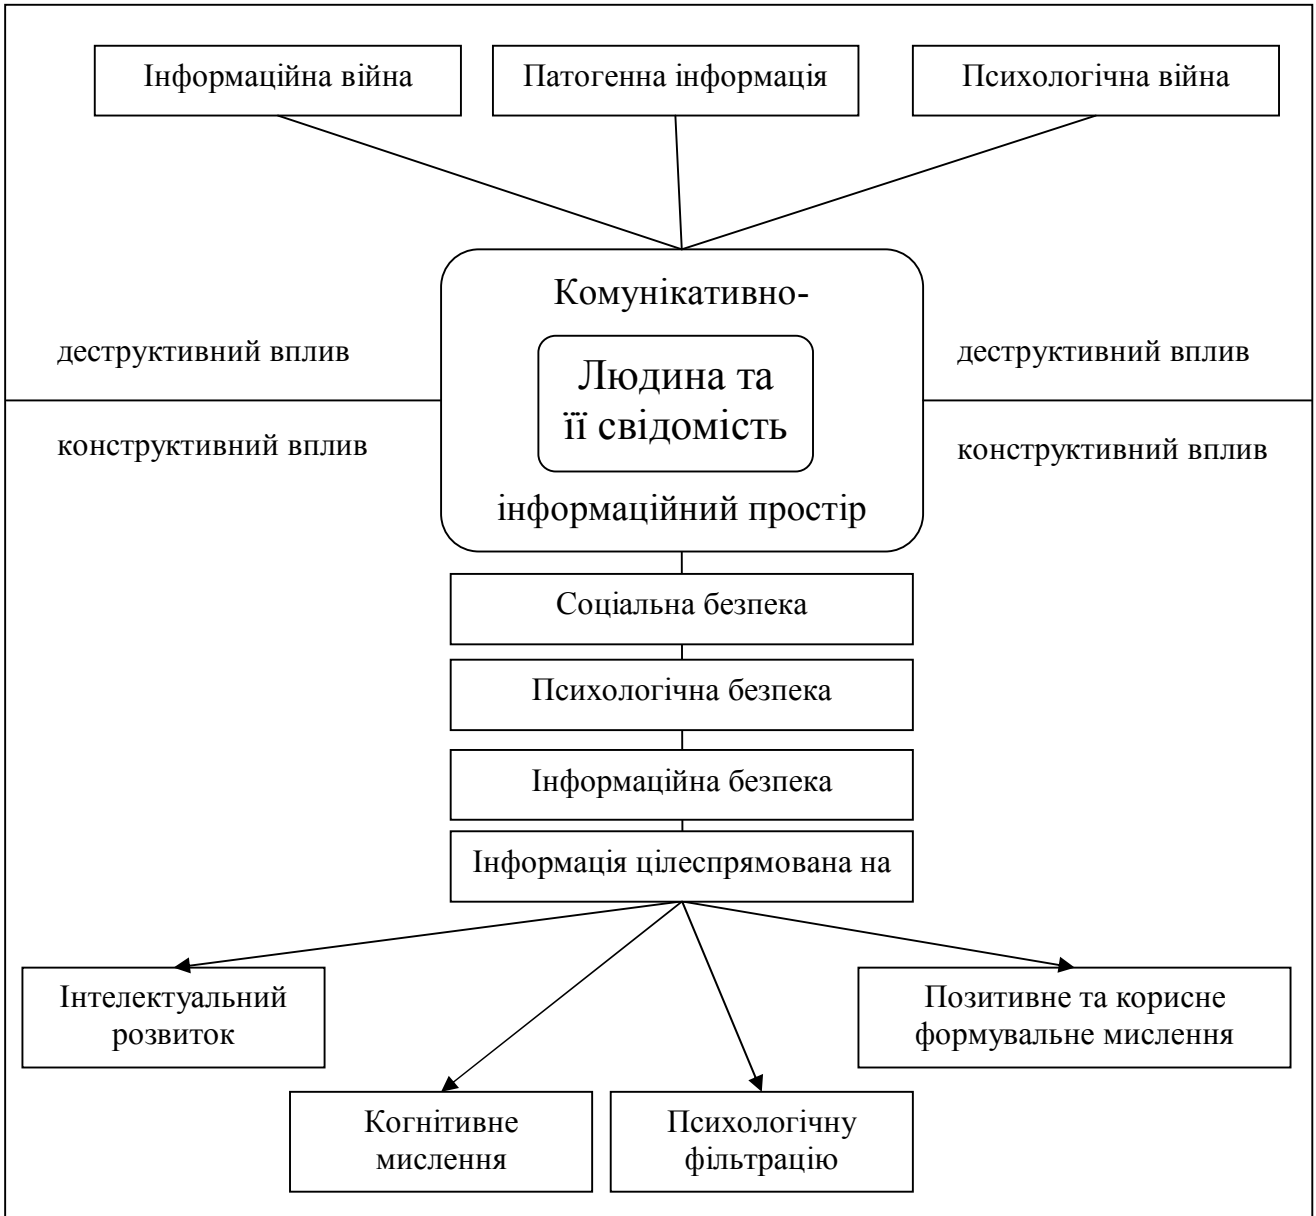 Інформаційна війна
Патогенна інформація
Психологічна війна
Комунікативно-
деструктивний вплив
деструктивний вплив
Людина та
її свідомість
конструктивний вплив
конструктивний вплив
інформаційний простір
Соціальна безпека
Психологічна безпека
Інформаційна безпека
Інформація цілеспрямована на
Інтелектуальний
розвиток
Позитивне та корисне
формувальне мислення
Когнітивне
мислення
Психологічну
фільтрацію